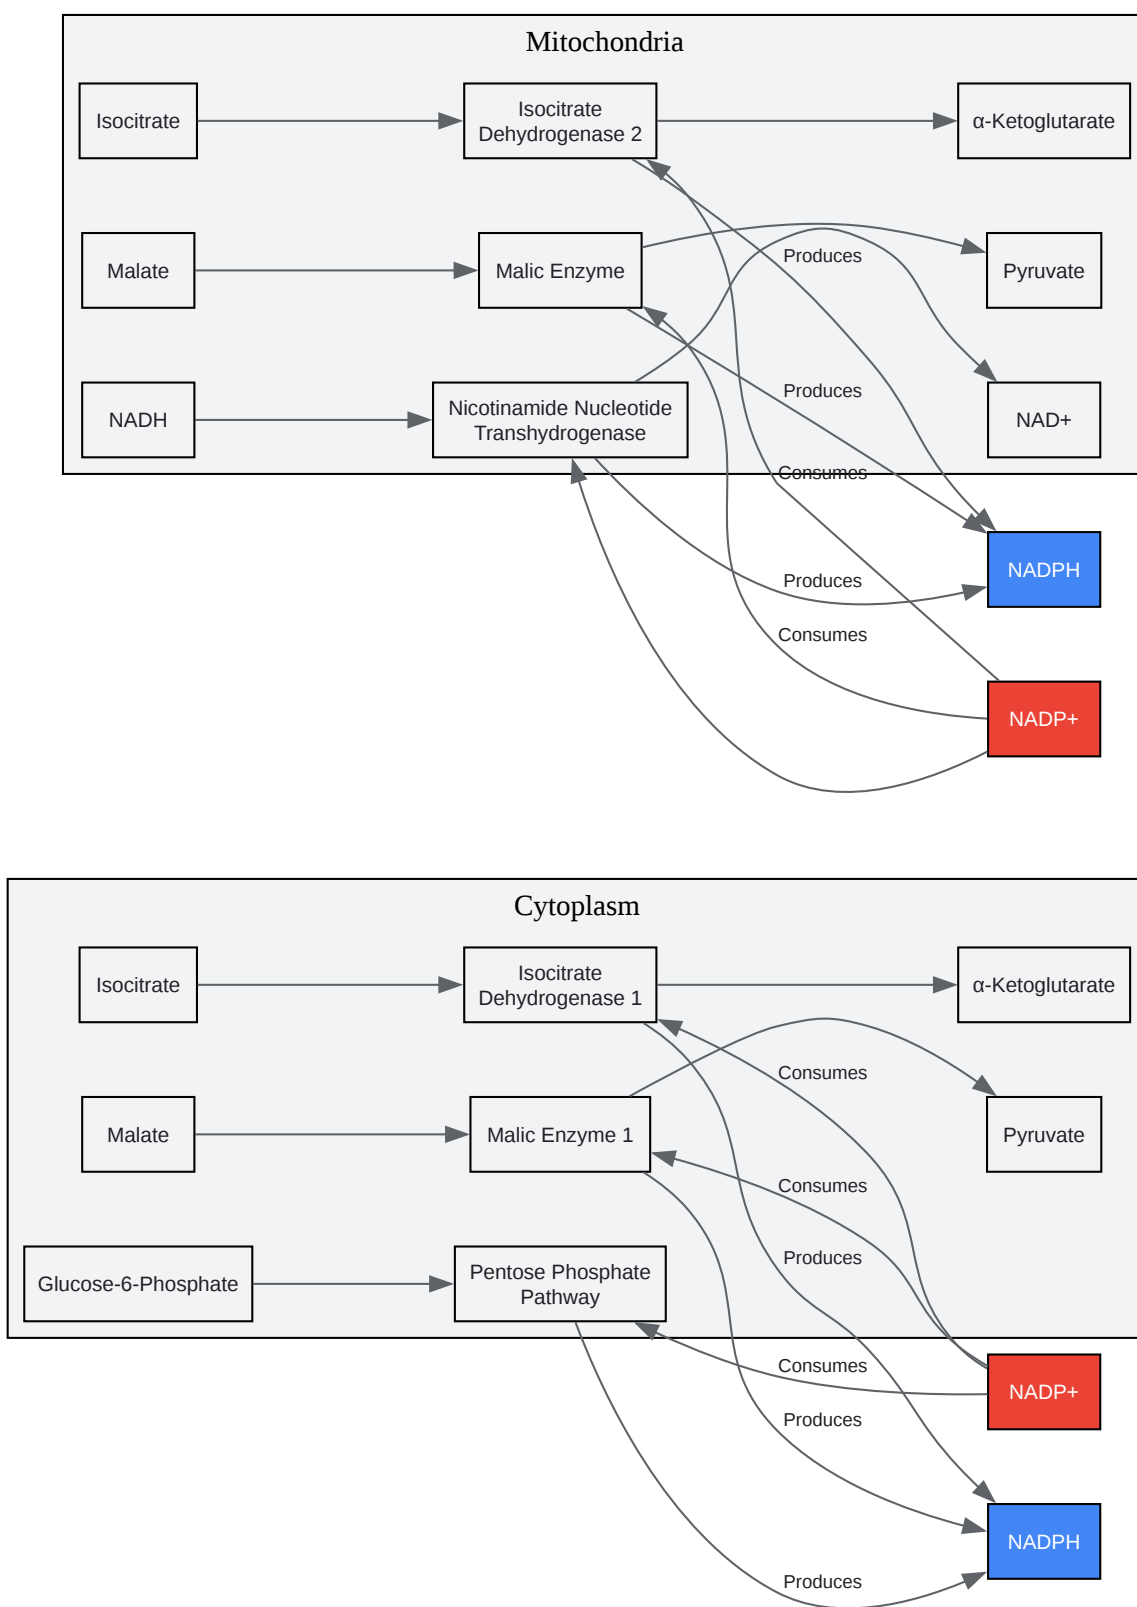 Mitochondria
Isocitrate
Isocitrate
Dehydrogenase 2
α-Ketoglutarate
Malate
Malic Enzyme
Produces
Pyruvate
NADH
Nicotinamide Nucleotide
Transhydrogenase
Produces
NAD+
Consumes
Produces
NADPH
Consumes
NADP+
Cytoplasm
Isocitrate
Isocitrate
Dehydrogenase 1
α-Ketoglutarate
Consumes
Malate
Malic Enzyme 1
Pyruvate
Consumes
Produces
Glucose-6-Phosphate
Pentose Phosphate
Pathway
Consumes
NADP+
Produces
NADPH
Produces